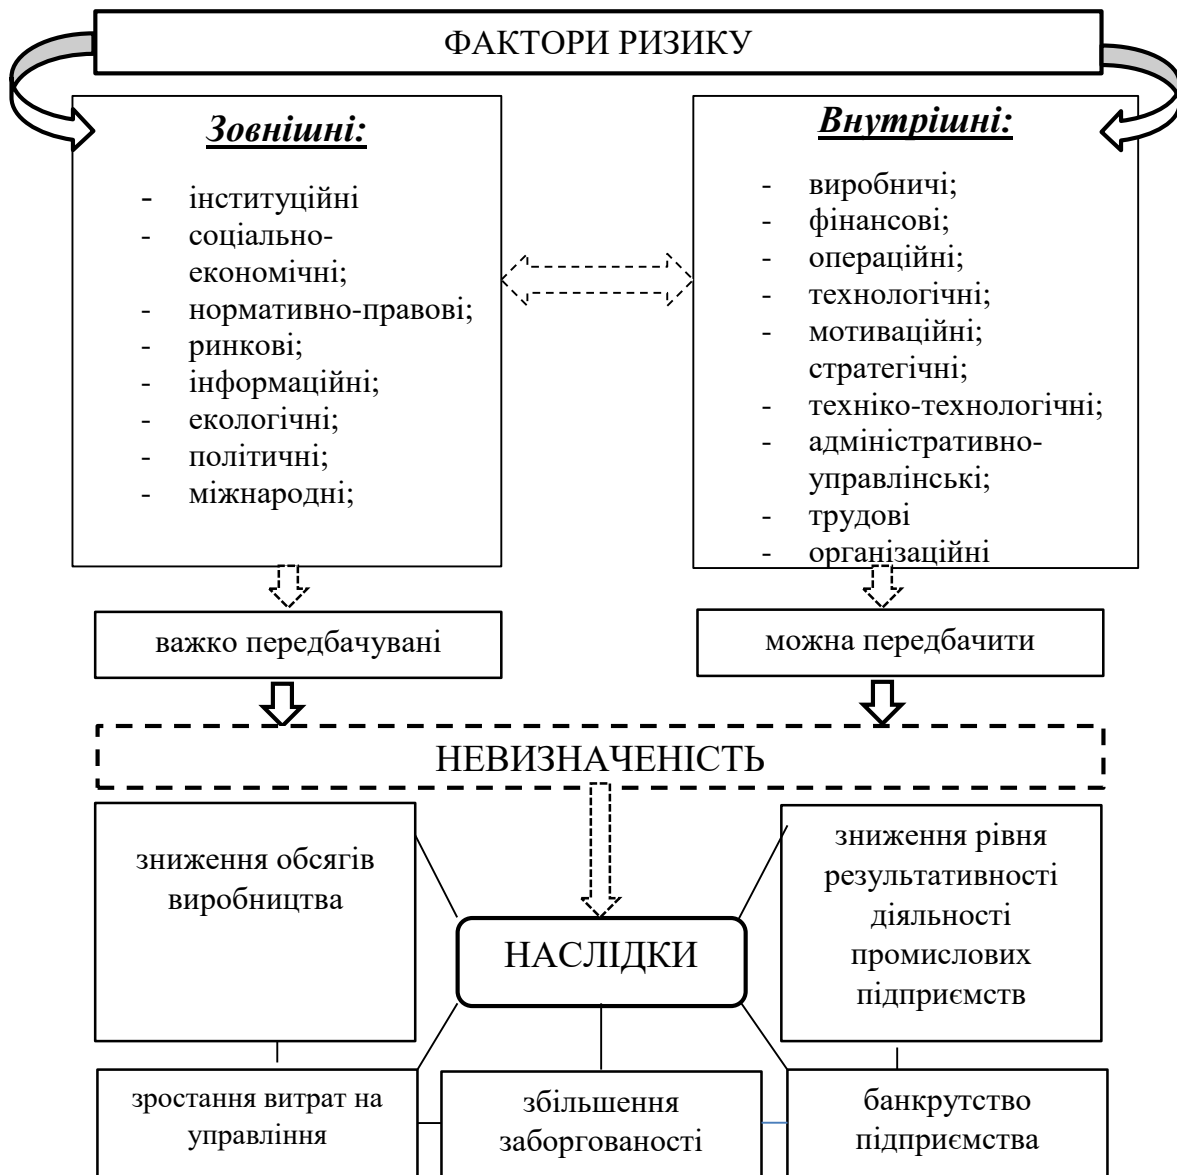 ФАКТОРИ РИЗИКУ
Зовнішні:
- інституційні
- соціально-
економічні;
- нормативно-правові;
- ринкові;
- інформаційні;
- екологічні;
- політичні;
- міжнародні;
Внутрішні:
- виробничі;
- фінансові;
- операційні;
- технологічні;
- мотиваційні;
стратегічні;
- техніко-технологічні;
- адміністративно-
управлінські;
- трудові
- організаційні
важко передбачувані
можна передбачити
НЕВИЗНАЧЕНІСТЬ
зниження обсягів
виробництва
НАСЛІДКИ
зниження рівня
результативності
діяльності
промислових
підприємств
зростання витрат на
управління
збільшення
заборгованості
банкрутство
підприємства